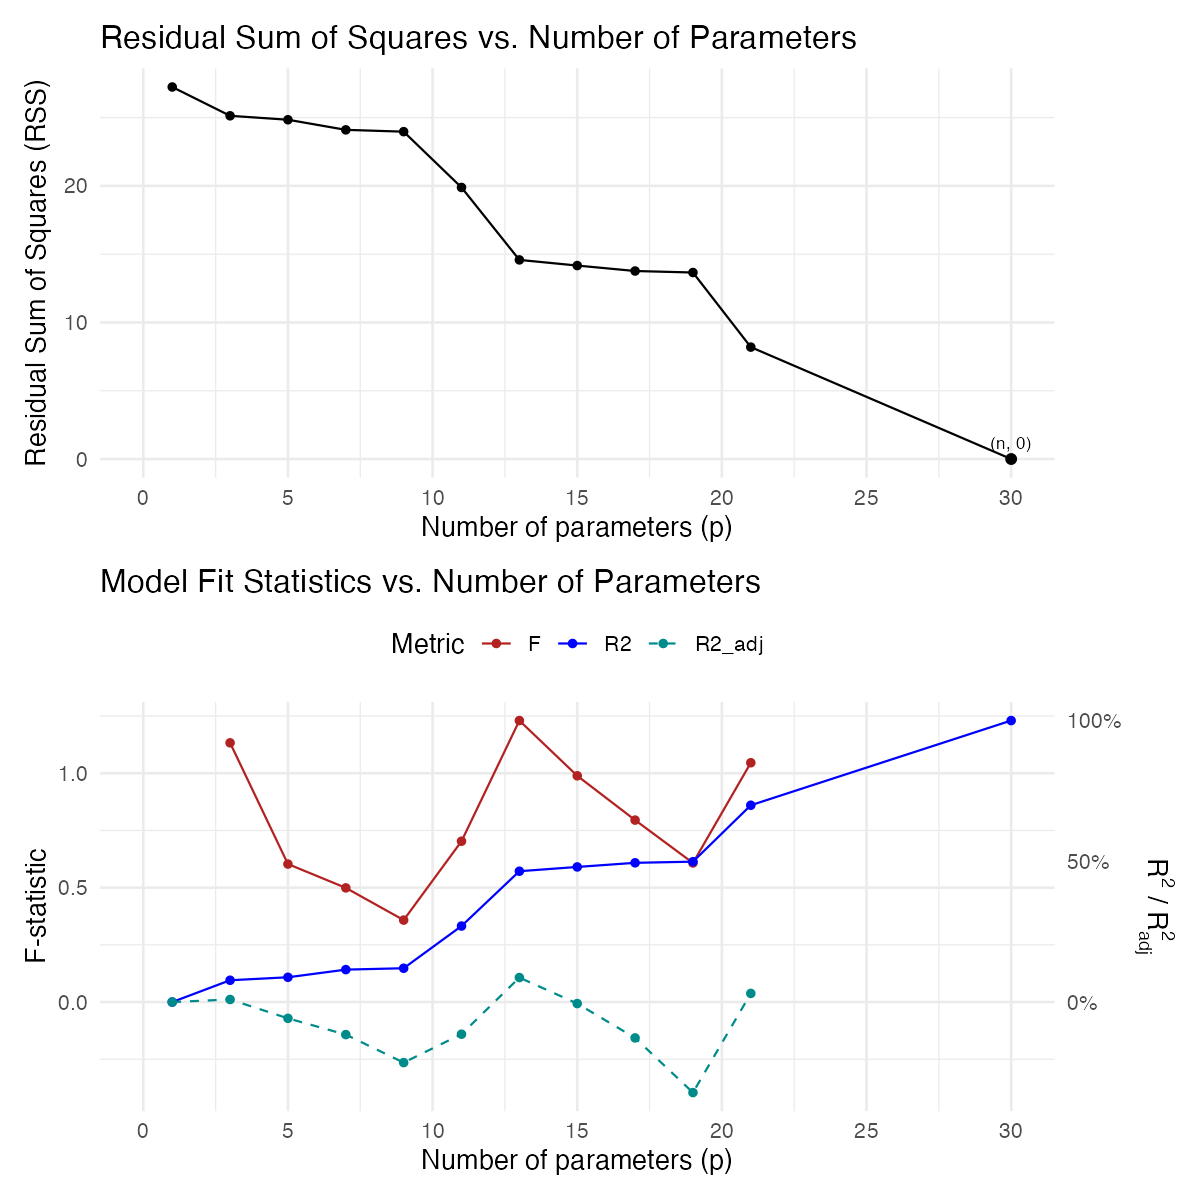 Residual Sum of Squares vs. Number of Parameters
Residual Sum of Squares (RSS)
20
10
0
(n, 0)
0 5 10 15 20 25 30
Number of parameters (p)
Model Fit Statistics vs. Number of Parameters
Metric F R2 R2_adj
F-statistic
1.0
0.5
0.0
100%
50%
0%
R² / R²adj
0 5 10 15 20 25 30
Number of parameters (p)